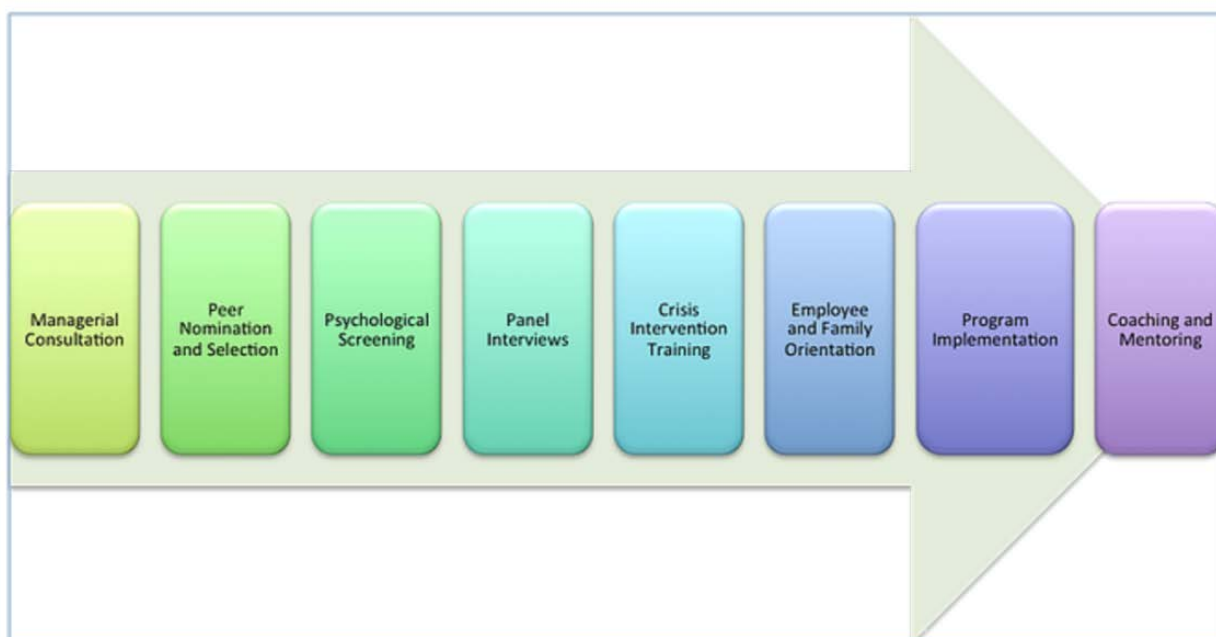 Managerial
Consultation
Peer
Nomination
and Selection
Psychological
Screening
Panel
Interviews
Crisis
Intervention
Training
Employee
and Family
Orientation
Program
Implementation
Coaching and
Mentoring